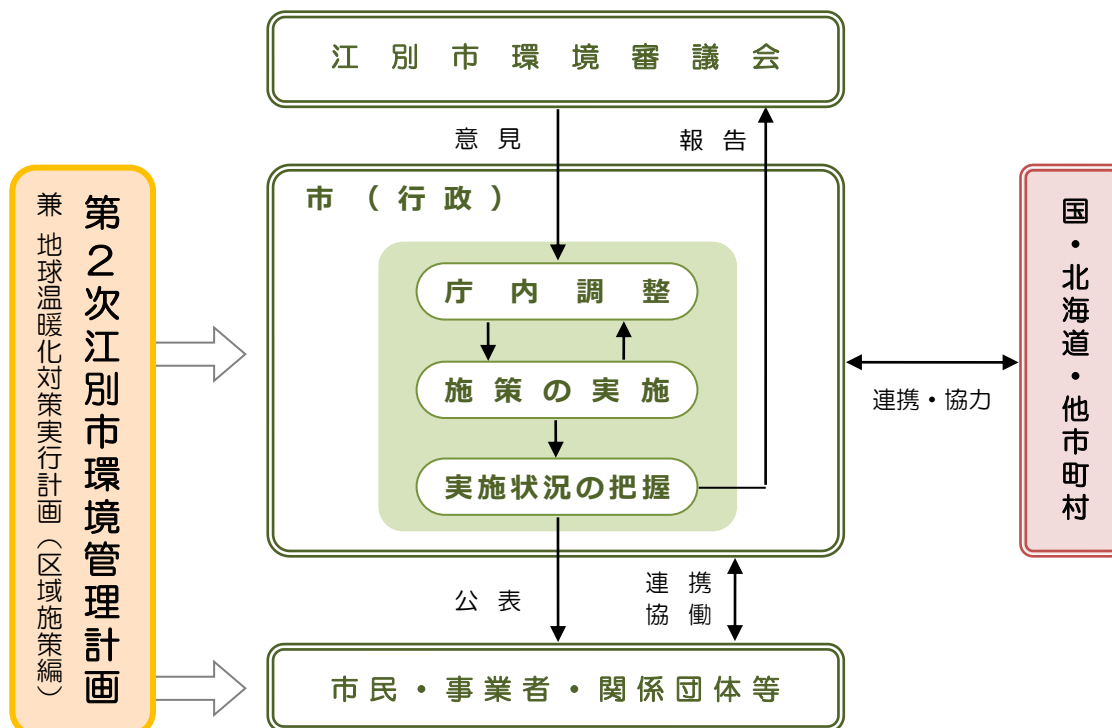 江別市環境審議会
意見
報告
第２次江別市環境管理計画
兼 地球温暖化対策実行計画（区域施策編）
市（行政）
庁内調整
施策の実施
実施状況の把握
連携・協力
国・北海道・他市町村
公表
連携
協働
市民・事業者・関係団体等